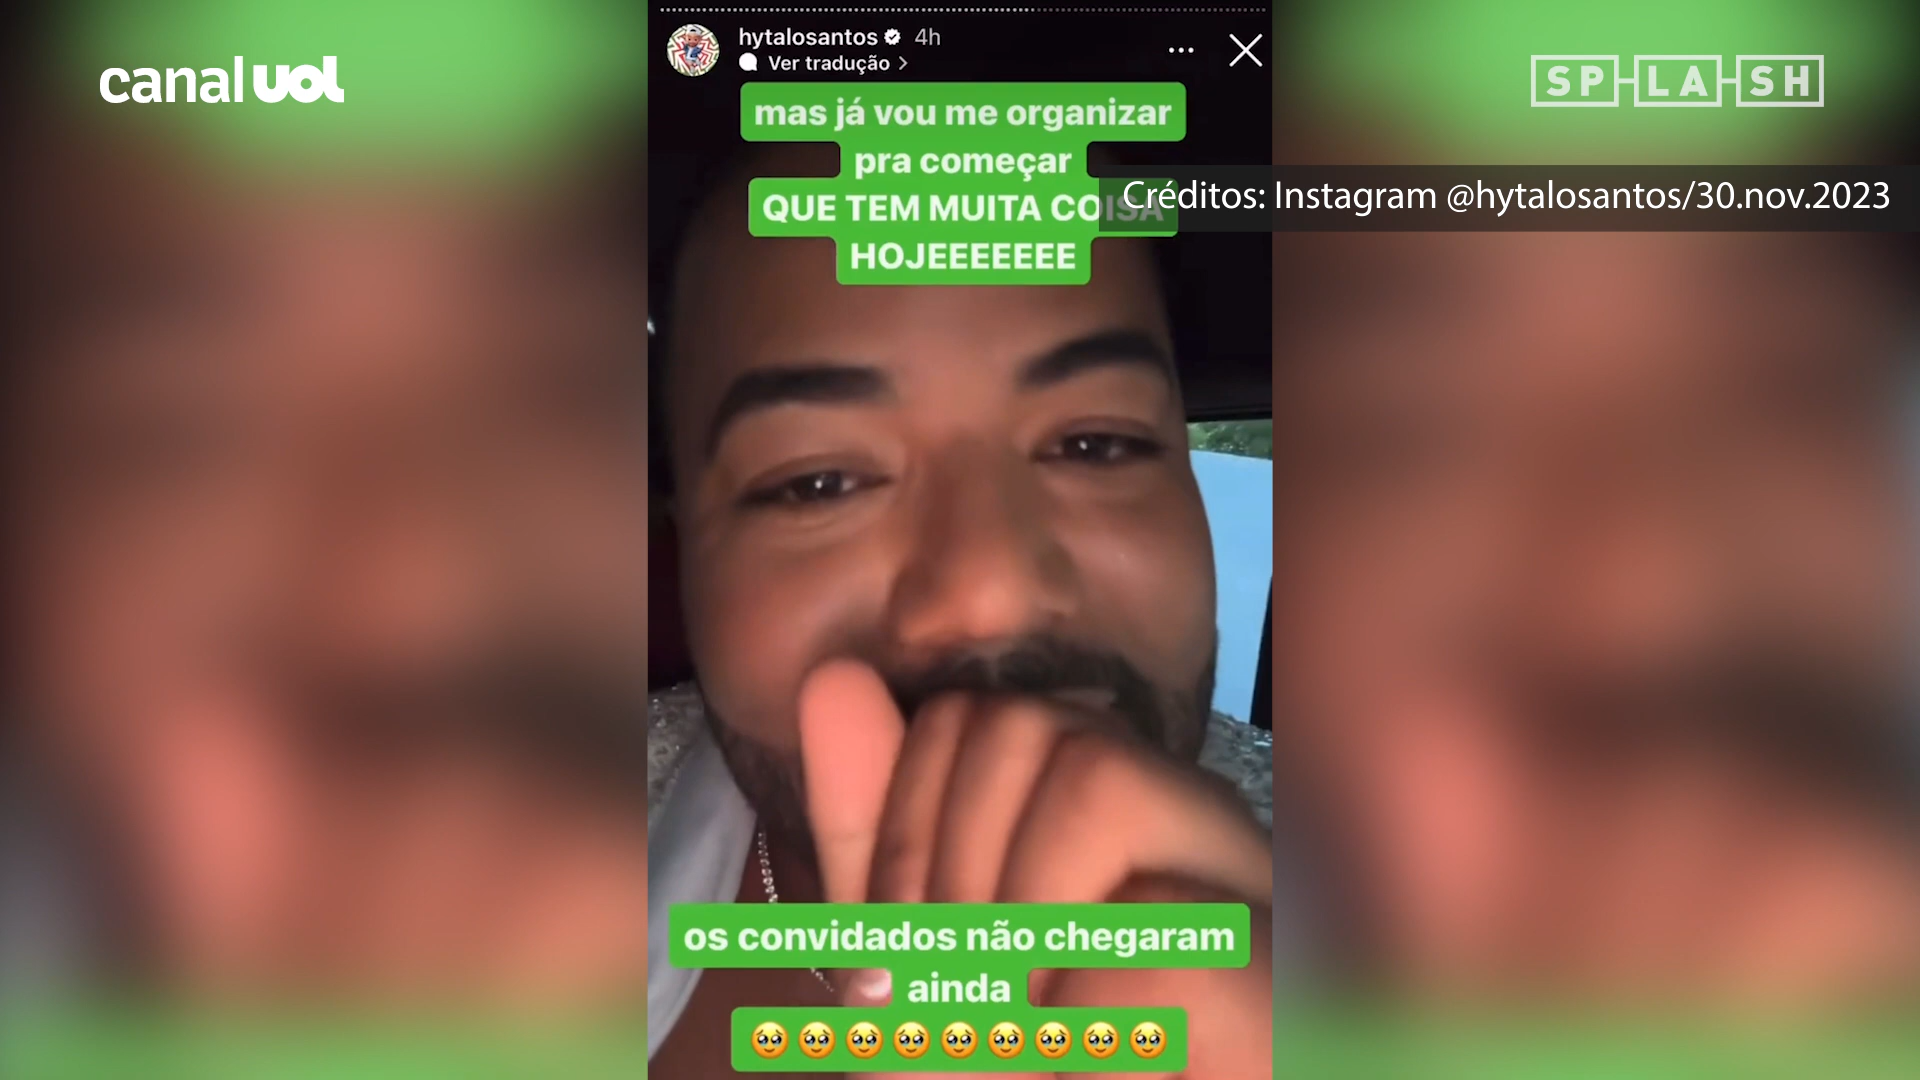 canal uol
SPLASH
hytalosantos 4h
Ver tradução
mas já vou me organizar
pra começar
QUE TEM MUITA COISA
HOJEEEEEEE
Créditos: Instagram @hytalosantos/30.nov.2023
os convidados não chegaram
ainda
🥹🥹🥹🥹🥹🥹🥹🥹🥹